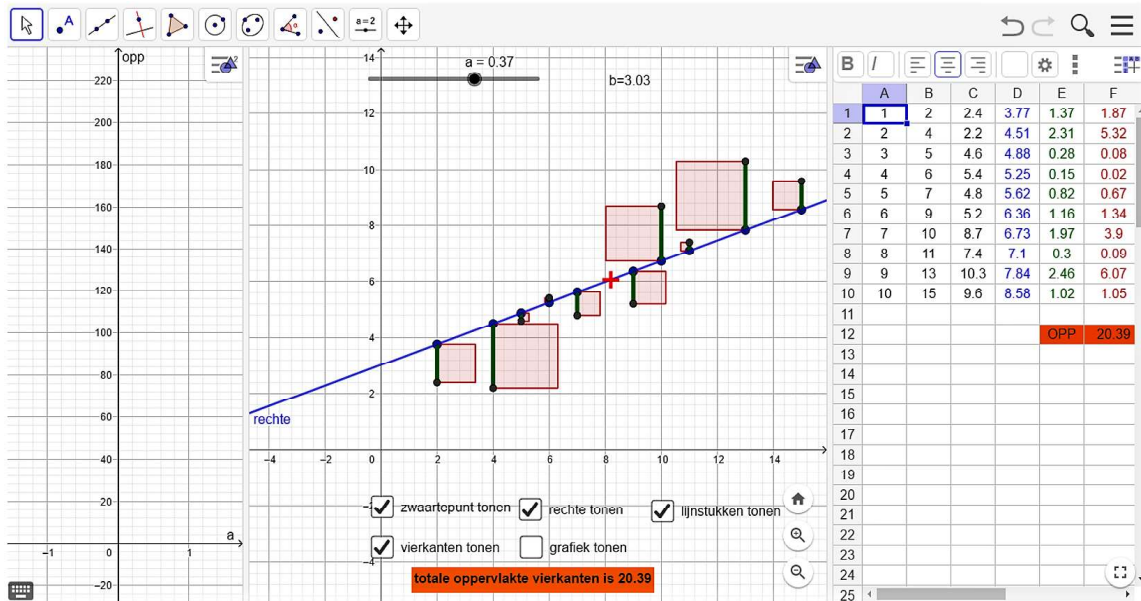 A
a=2
opp
220
200
180
160
140
120
100
80
60
40
20
−20
−1
0
1
a
a = 0.37
b=3.03
14
12
10
8
6
4
2
−4
−4
−2
0
2
4
6
8
10
12
14
rechte
zwaartepunt tonen
rechte tonen
lijnstukken tonen
vierkanten tonen
grafiek tonen
totale oppervlakte vierkanten is 20.39
B I
A B C D E F
1 1 2 2.4 3.77 1.37 1.87
2 2 4 2.2 4.51 2.31 5.32
3 3 5 4.6 4.88 0.28 0.08
4 4 6 5.4 5.25 0.15 0.02
5 5 7 4.8 5.62 0.82 0.67
6 6 9 5.2 6.36 1.16 1.34
7 7 10 8.7 6.73 1.97 3.9
8 8 11 7.4 7.1 0.3 0.09
9 9 13 10.3 7.84 2.46 6.07
10 10 15 9.6 8.58 1.02 1.05
11
12 OPP 20.39
13
14
15
16
17
18
19
20
21
22
23
24
25